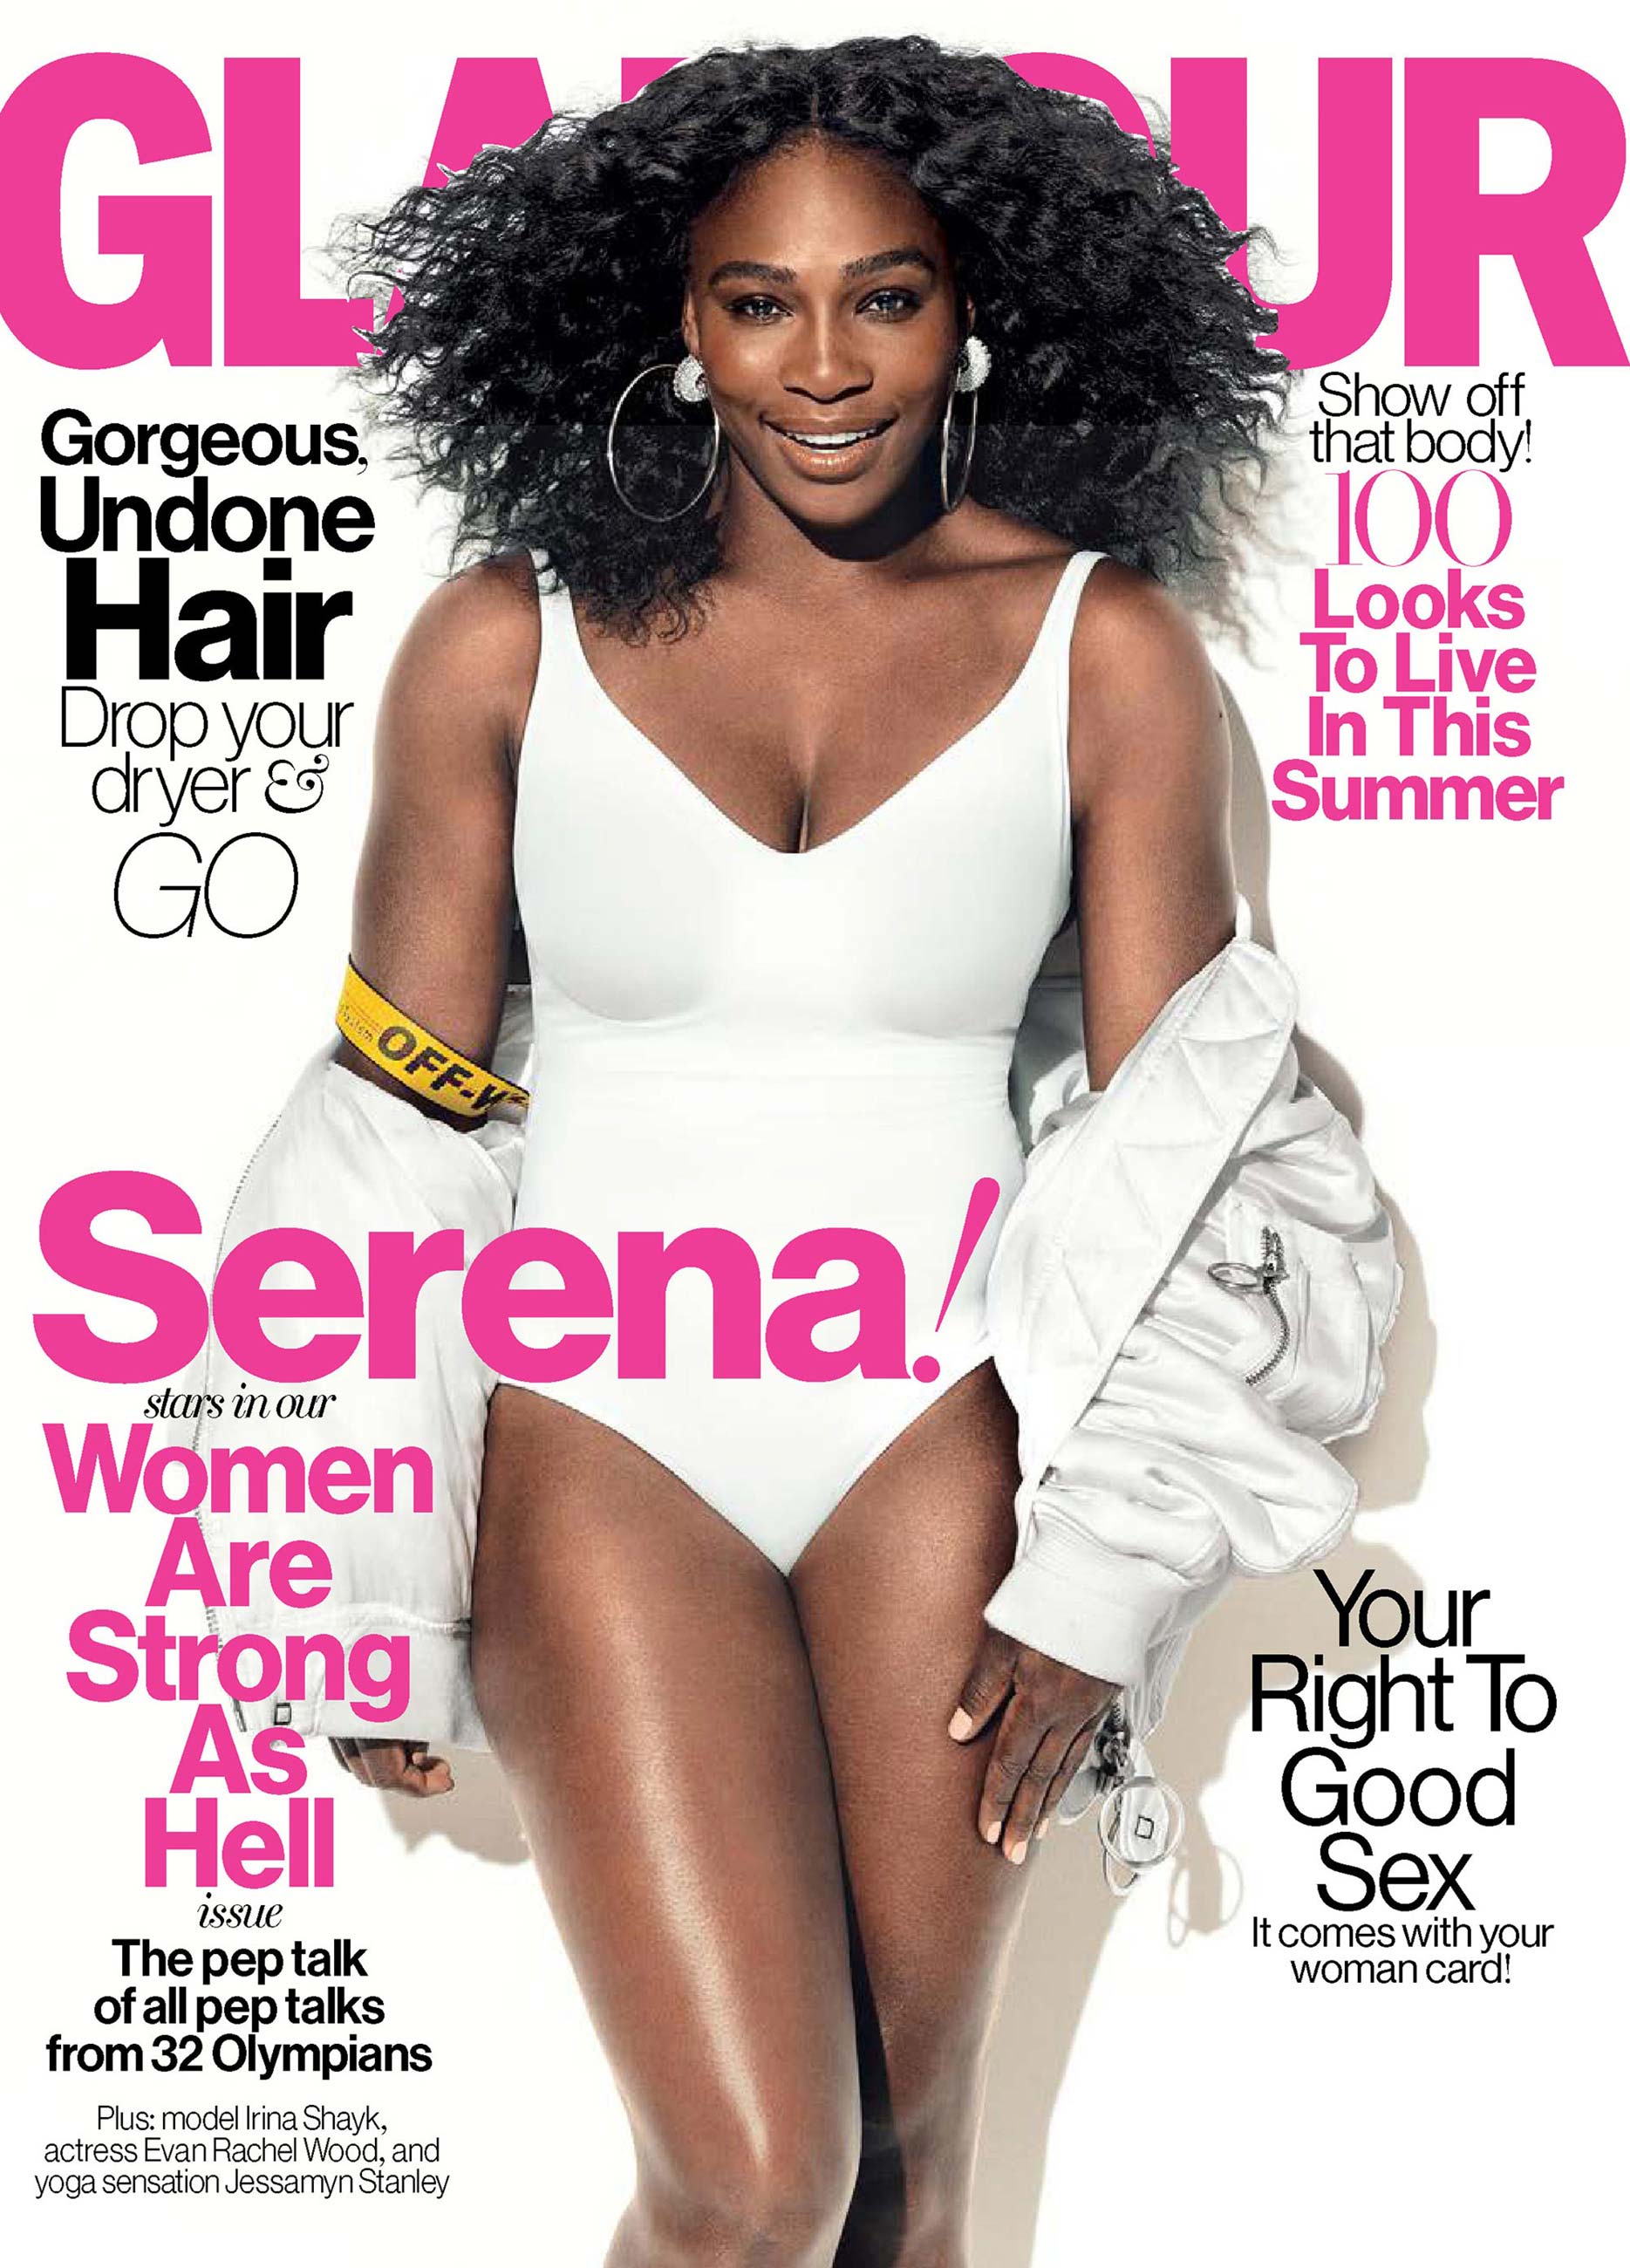 GLAMOUR
Gorgeous,
Undone
Hair
Drop your
dryer &
GO
Show off
that body!
100
Looks
To Live
In This
Summer
OFF-W
Serena!
stars in our
Women
Are
Strong
As
Hell
issue
The pep talk
of all pep talks
from 32 Olympians
Plus: model Irina Shayk,
actress Evan Rachel Wood, and
yoga sensation Jessamyn Stanley
Your
Right To
Good
Sex
It comes with your
woman card!